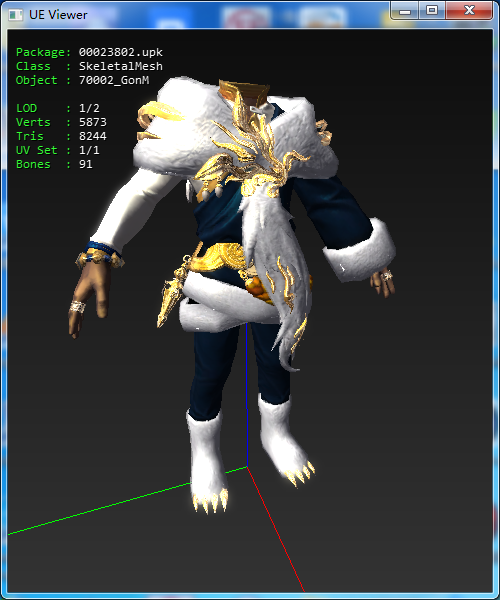 UE Viewer
Package: 00023802.upk
Class : SkeletalMesh
Object : 70002_GonM
LOD : 1/2
Verts : 5873
Tris : 8244
UV Set : 1/1
Bones : 91